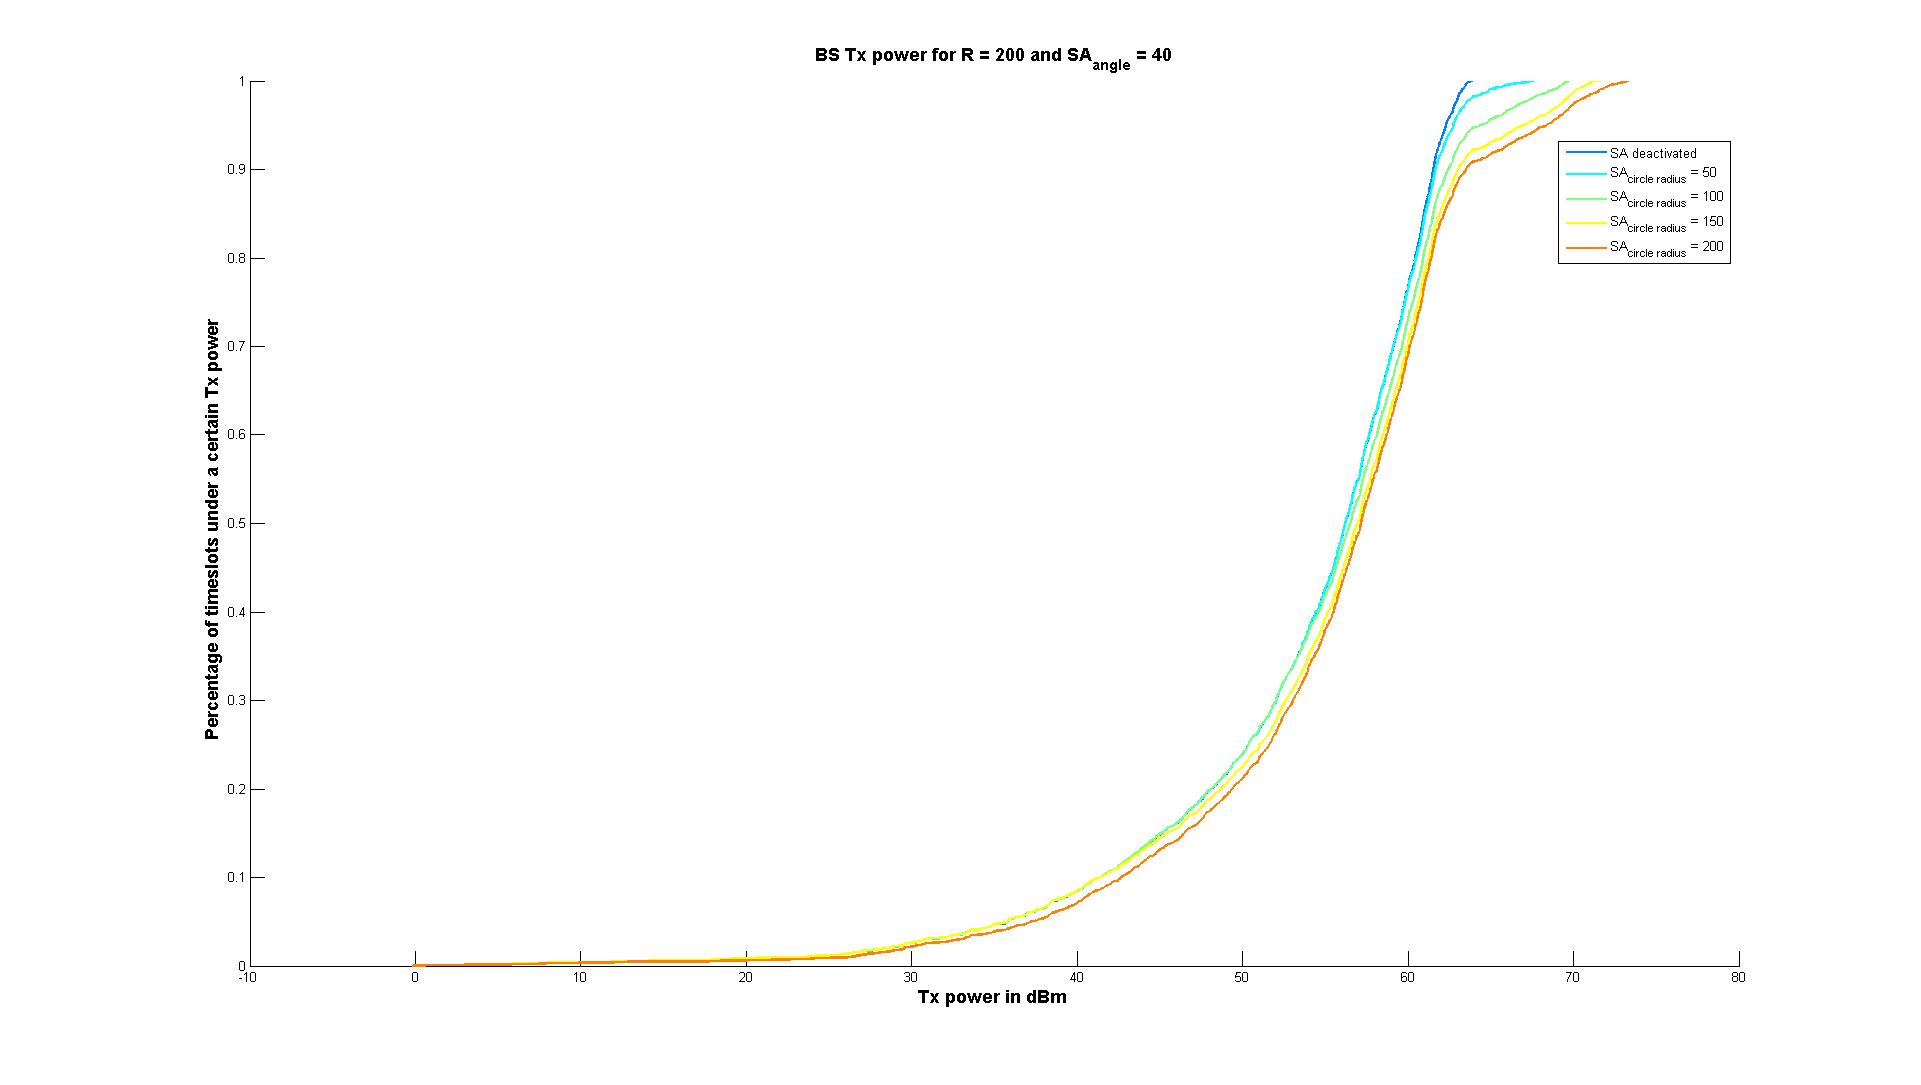 BS Tx power for R = 200 and SAangle = 40
1
0.9
0.8
0.7
0.6
0.5
0.4
0.3
0.2
0.1
0
Percentage of timeslots under a certain Tx power
SA deactivated
SAcircle radius = 50
SAcircle radius = 100
SAcircle radius = 150
SAcircle radius = 200
-10 0 10 20 30 40 50 60 70 80
Tx power in dBm